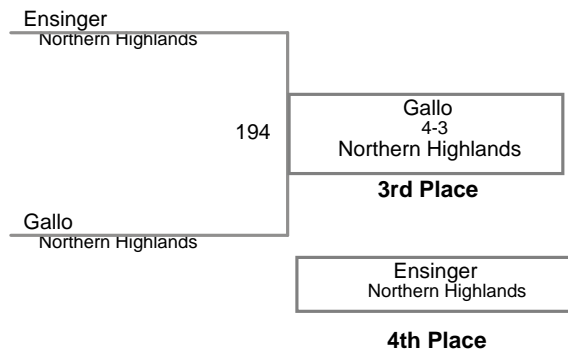 Ensinger
Northern Highlands
194
Gallo
4-3
Northern Highlands
3rd Place
Gallo
Northern Highlands
Ensinger
Northern Highlands
4th Place